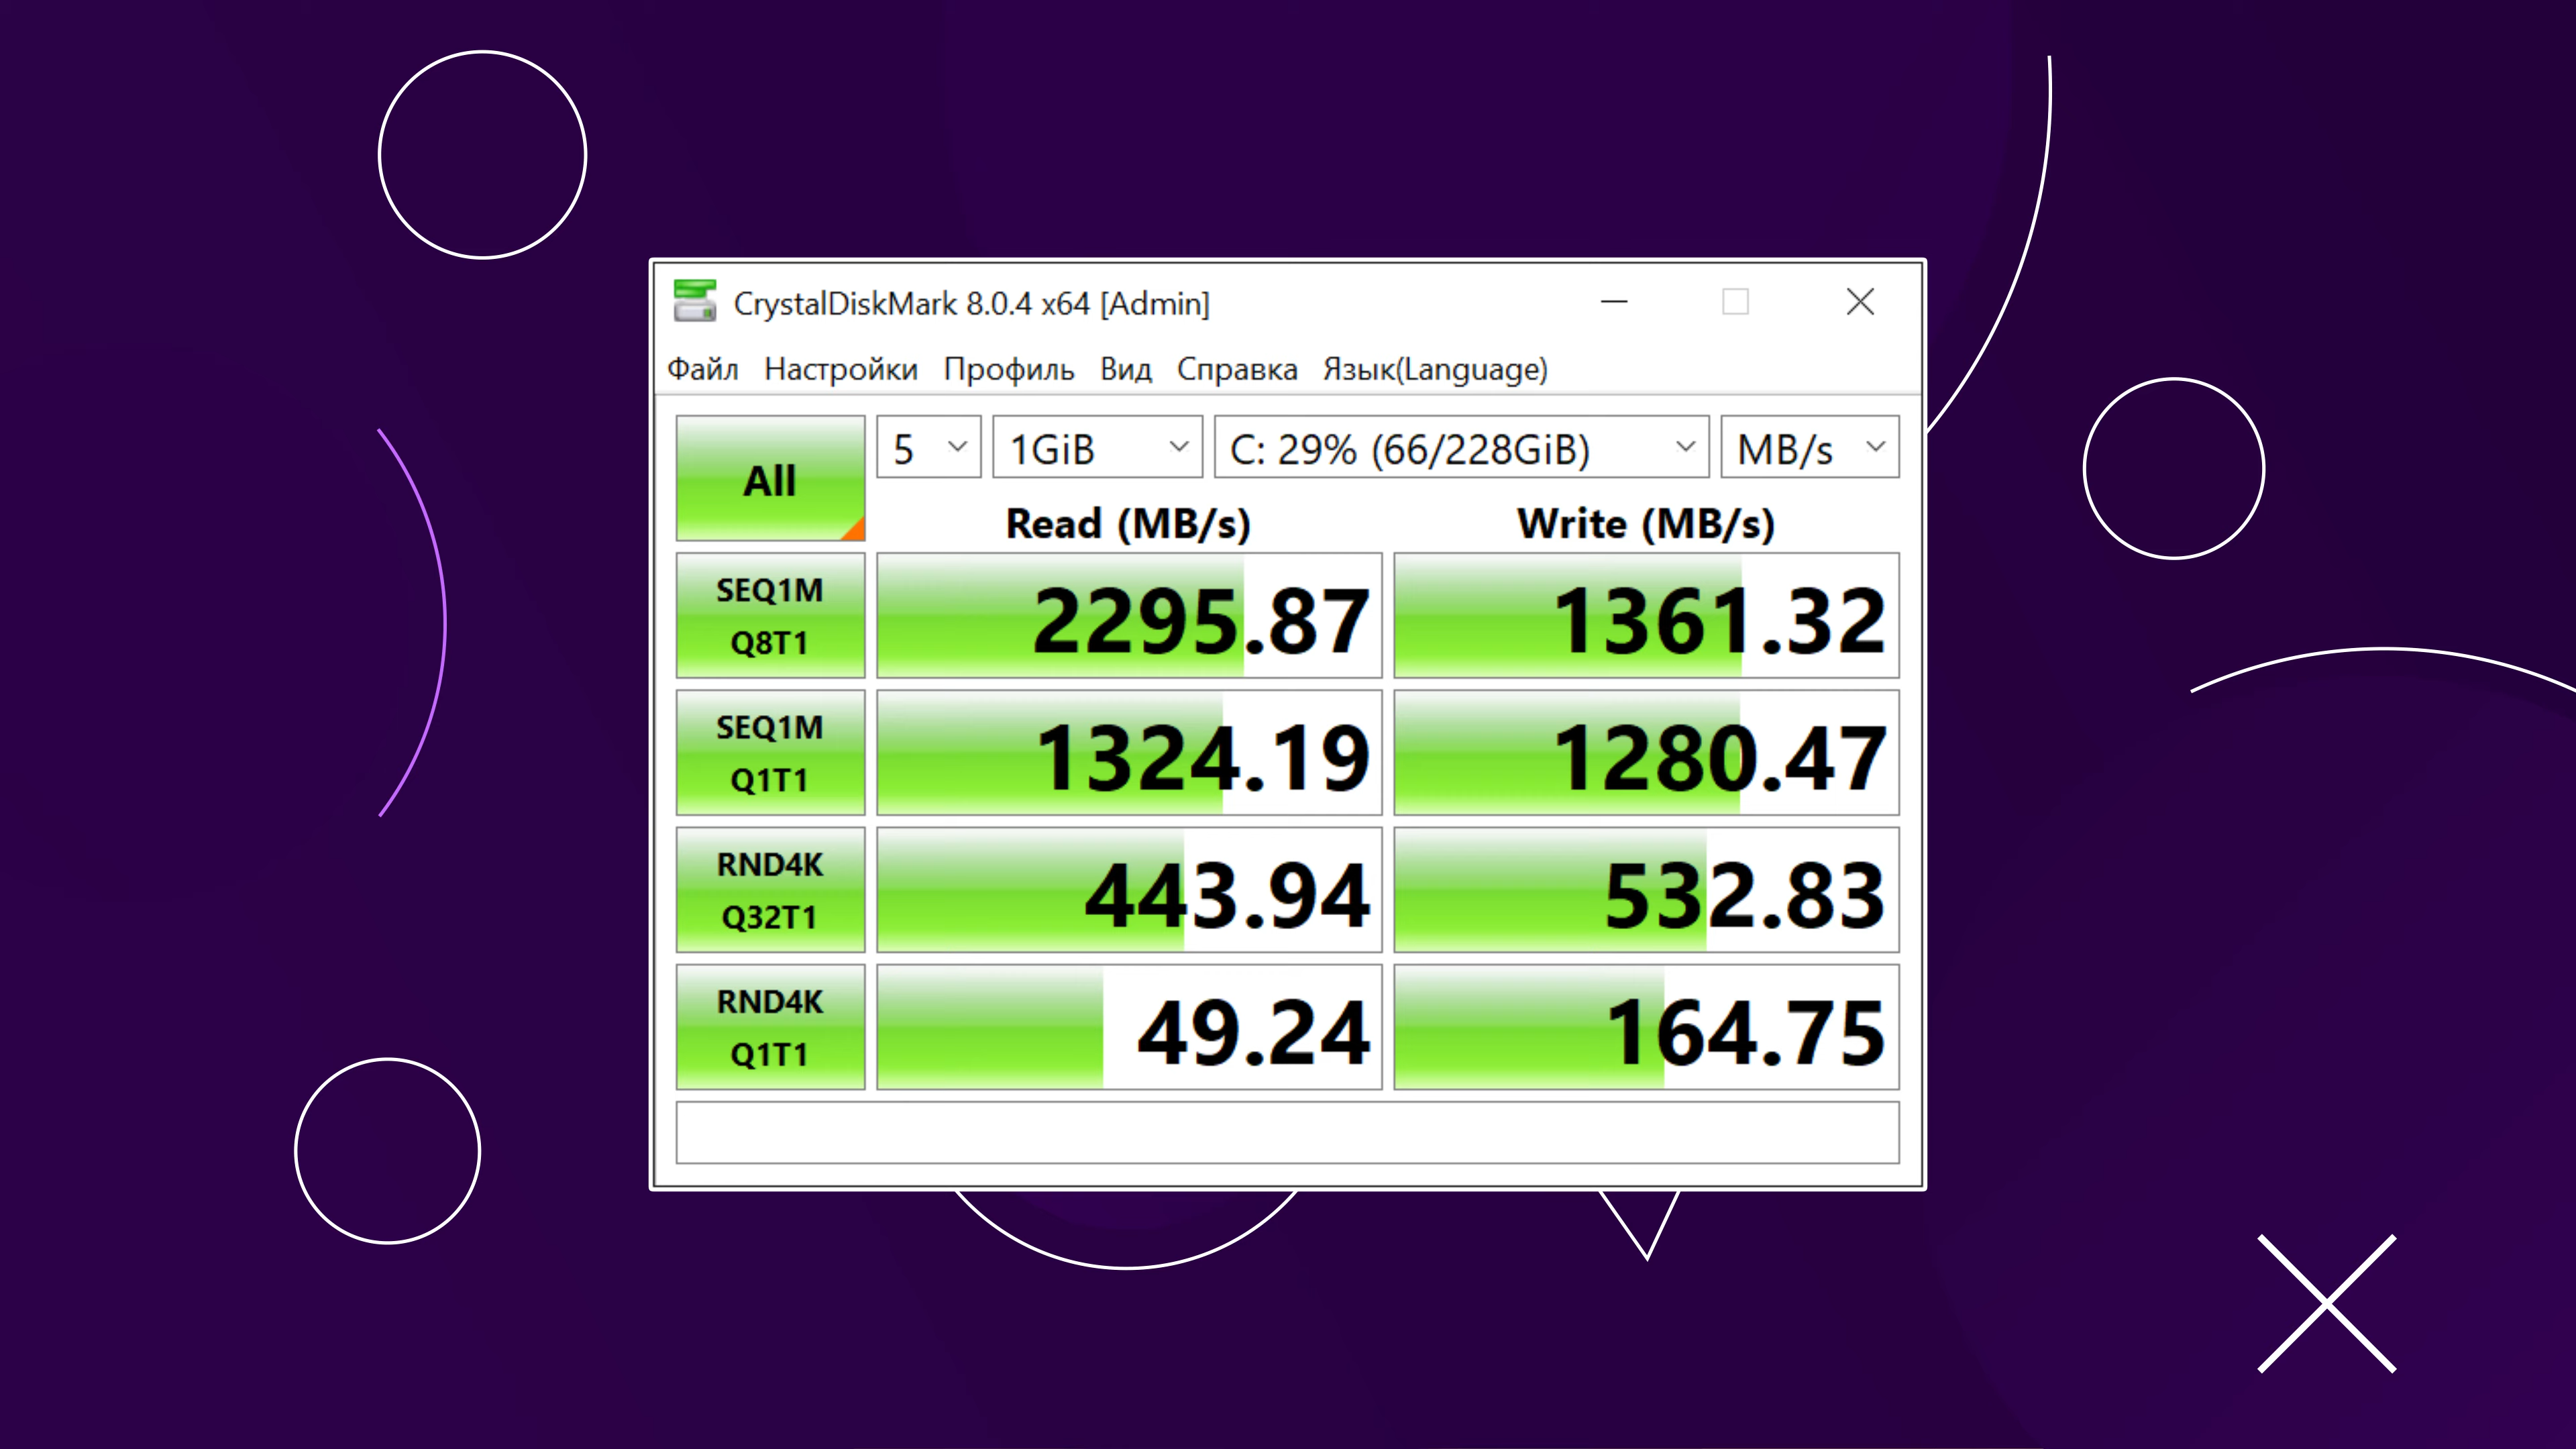 CrystalDiskMark 8.0.4 x64 [Admin]
Файл Настройки Профиль Вид Справка Язык(Language)
All 5 1GiB C: 29% (66/228GiB) MB/s
Read (MB/s) Write (MB/s)
SEQ1M
Q8T1
2295.87 1361.32
SEQ1M
Q1T1
1324.19 1280.47
RND4K
Q32T1
443.94 532.83
RND4K
Q1T1
49.24 164.75